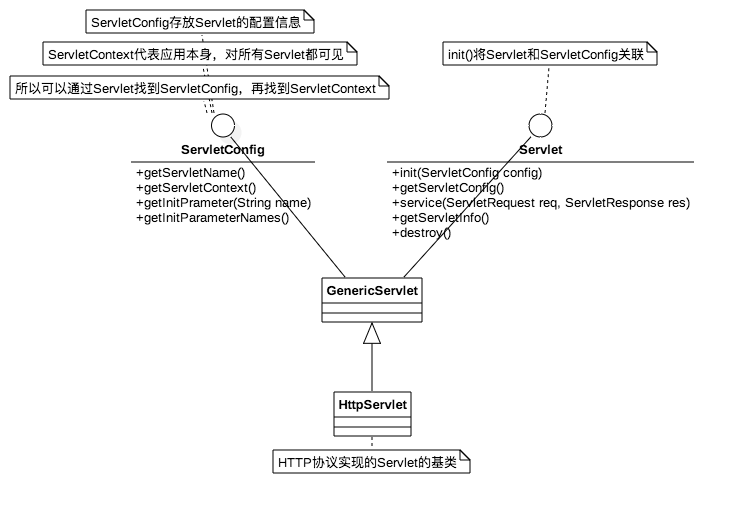 ServletConfig存放Servlet的配置信息
ServletContext代表应用本身，对所有Servlet都可见
init()将Servlet和ServletConfig关联
所以可以通过Servlet找到ServletConfig，再找到ServletContext
ServletConfig
+getServletName()
+getServletContext()
+getInitPrameter(String name)
+getInitParameterNames()
Servlet
+init(ServletConfig config)
+getServletConfig()
+service(ServletRequest req, ServletResponse res)
+getServletInfo()
+destroy()
GenericServlet
HttpServlet
HTTP协议实现的Servlet的基类